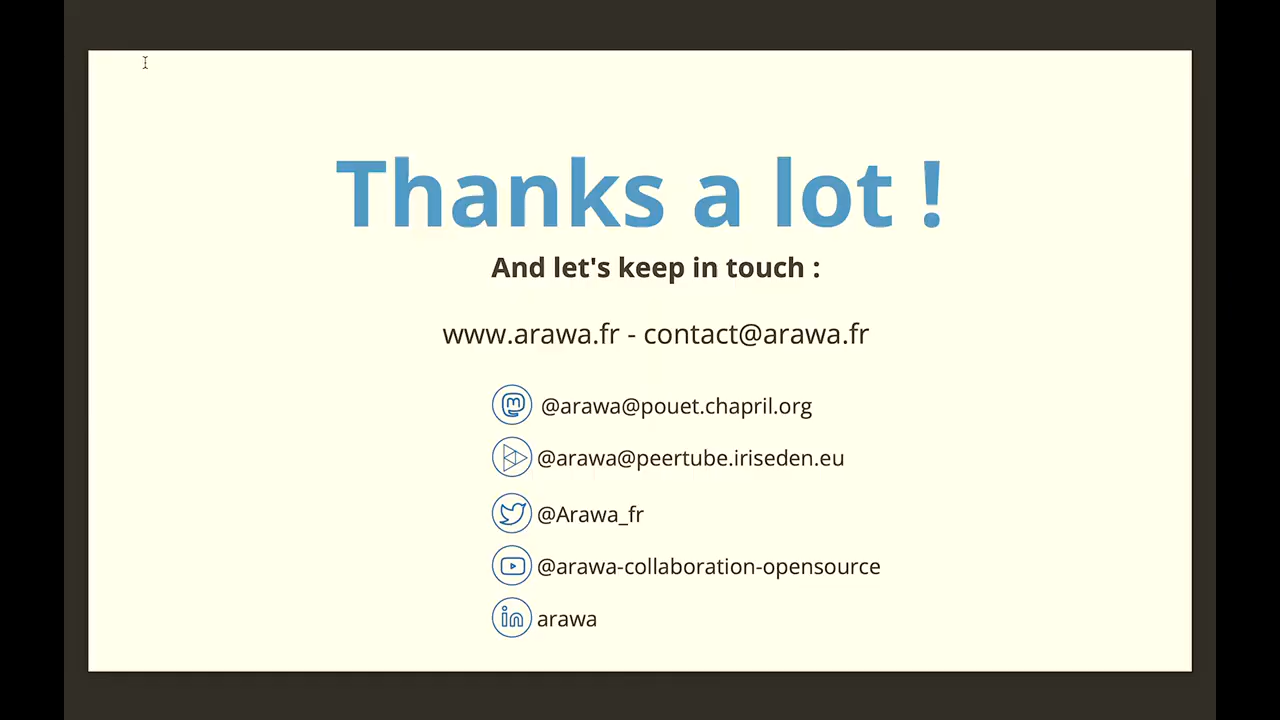 Thanks a lot !
And let's keep in touch :
www.arawa.fr - contact@arawa.fr
@arawa@pouet.chapril.org
@arawa@peertube.iriseden.eu
@Arawa_fr
@arawa-collaboration-opensource
arawa